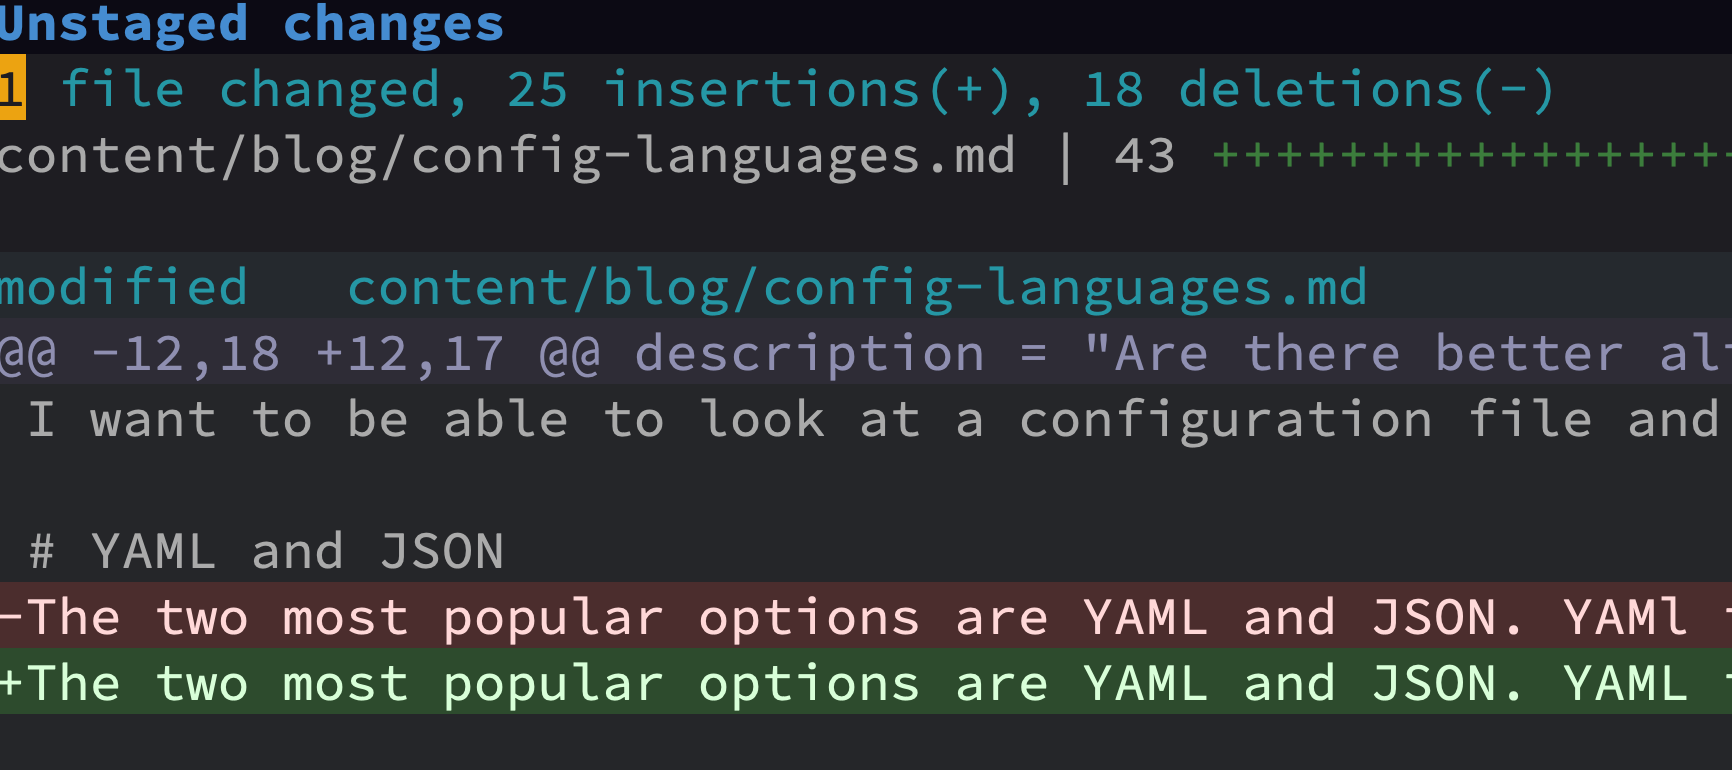 Unstaged changes
1 file changed, 25 insertions(+), 18 deletions(-)
content/blog/config-languages.md | 43 +++++++++++++++++
modified   content/blog/config-languages.md
@@ -12,18 +12,17 @@ description = "Are there better alt
I want to be able to look at a configuration file and
# YAML and JSON
-The two most popular options are YAML and JSON. YAMl
+The two most popular options are YAML and JSON. YAML